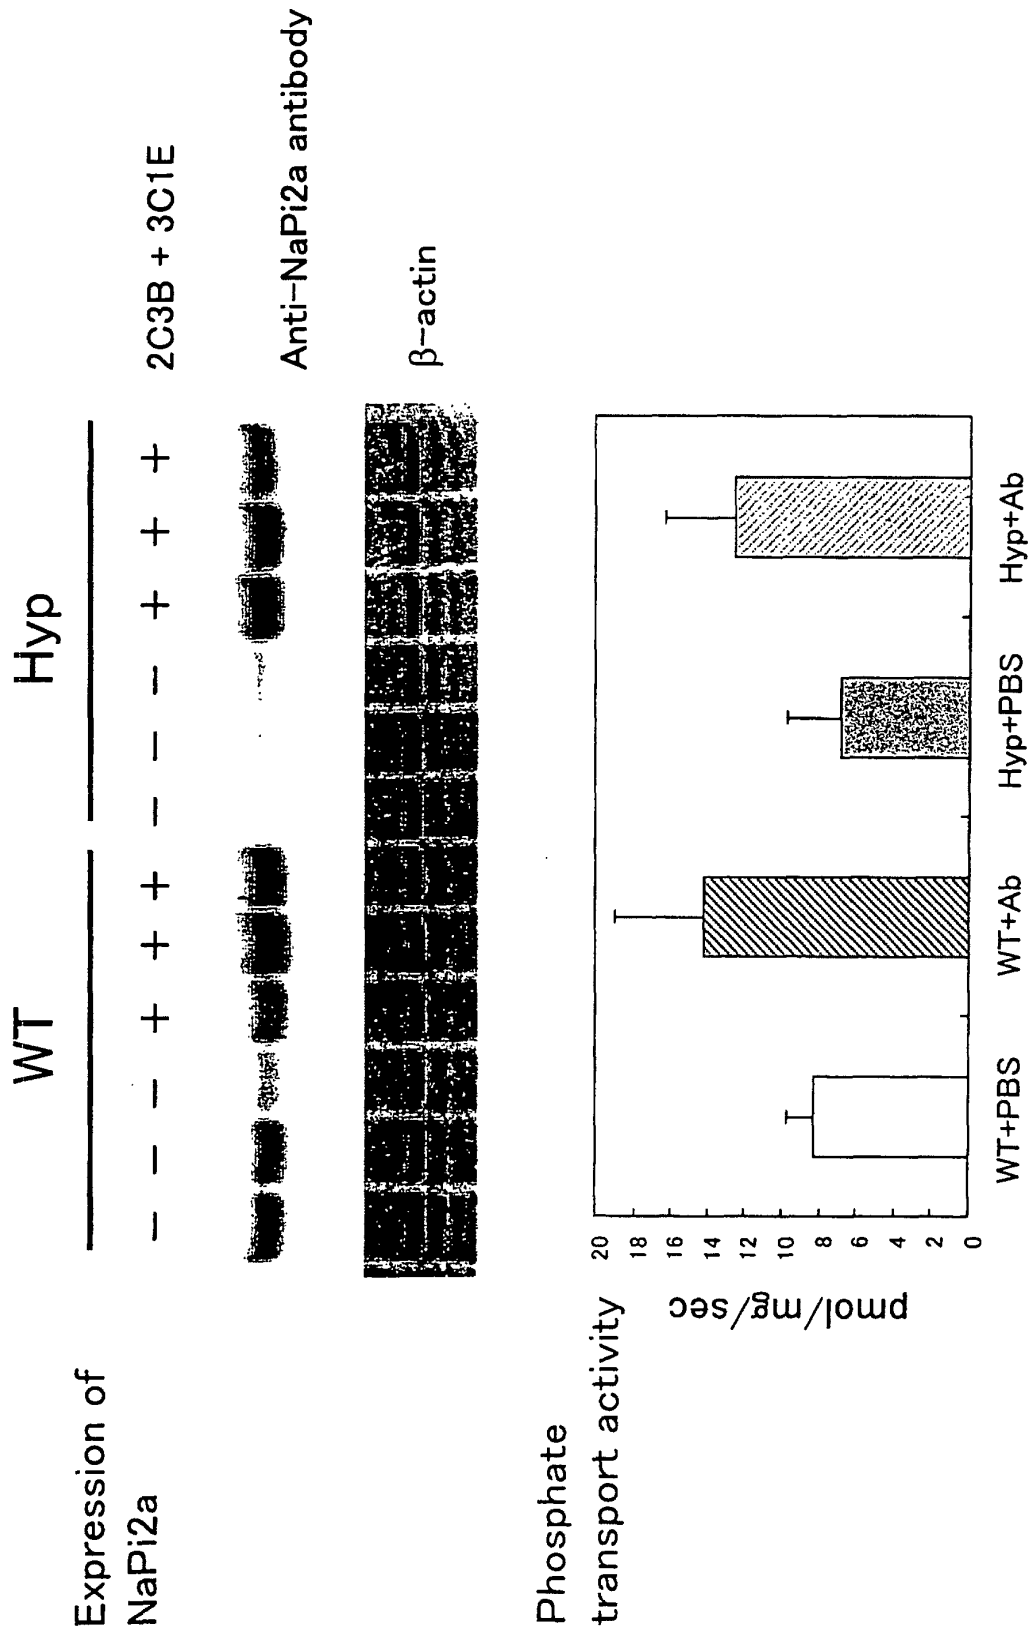 WT
Hyp
Expression of
NaPi2a
− − − + + + − − − + + + 2C3B + 3C1E
Anti-NaPi2a antibody
β-actin
Phosphate
transport activity
pmol/mg/sec
20
18
16
14
12
10
8
6
4
2
0
WT+PBS WT+Ab Hyp+PBS Hyp+Ab